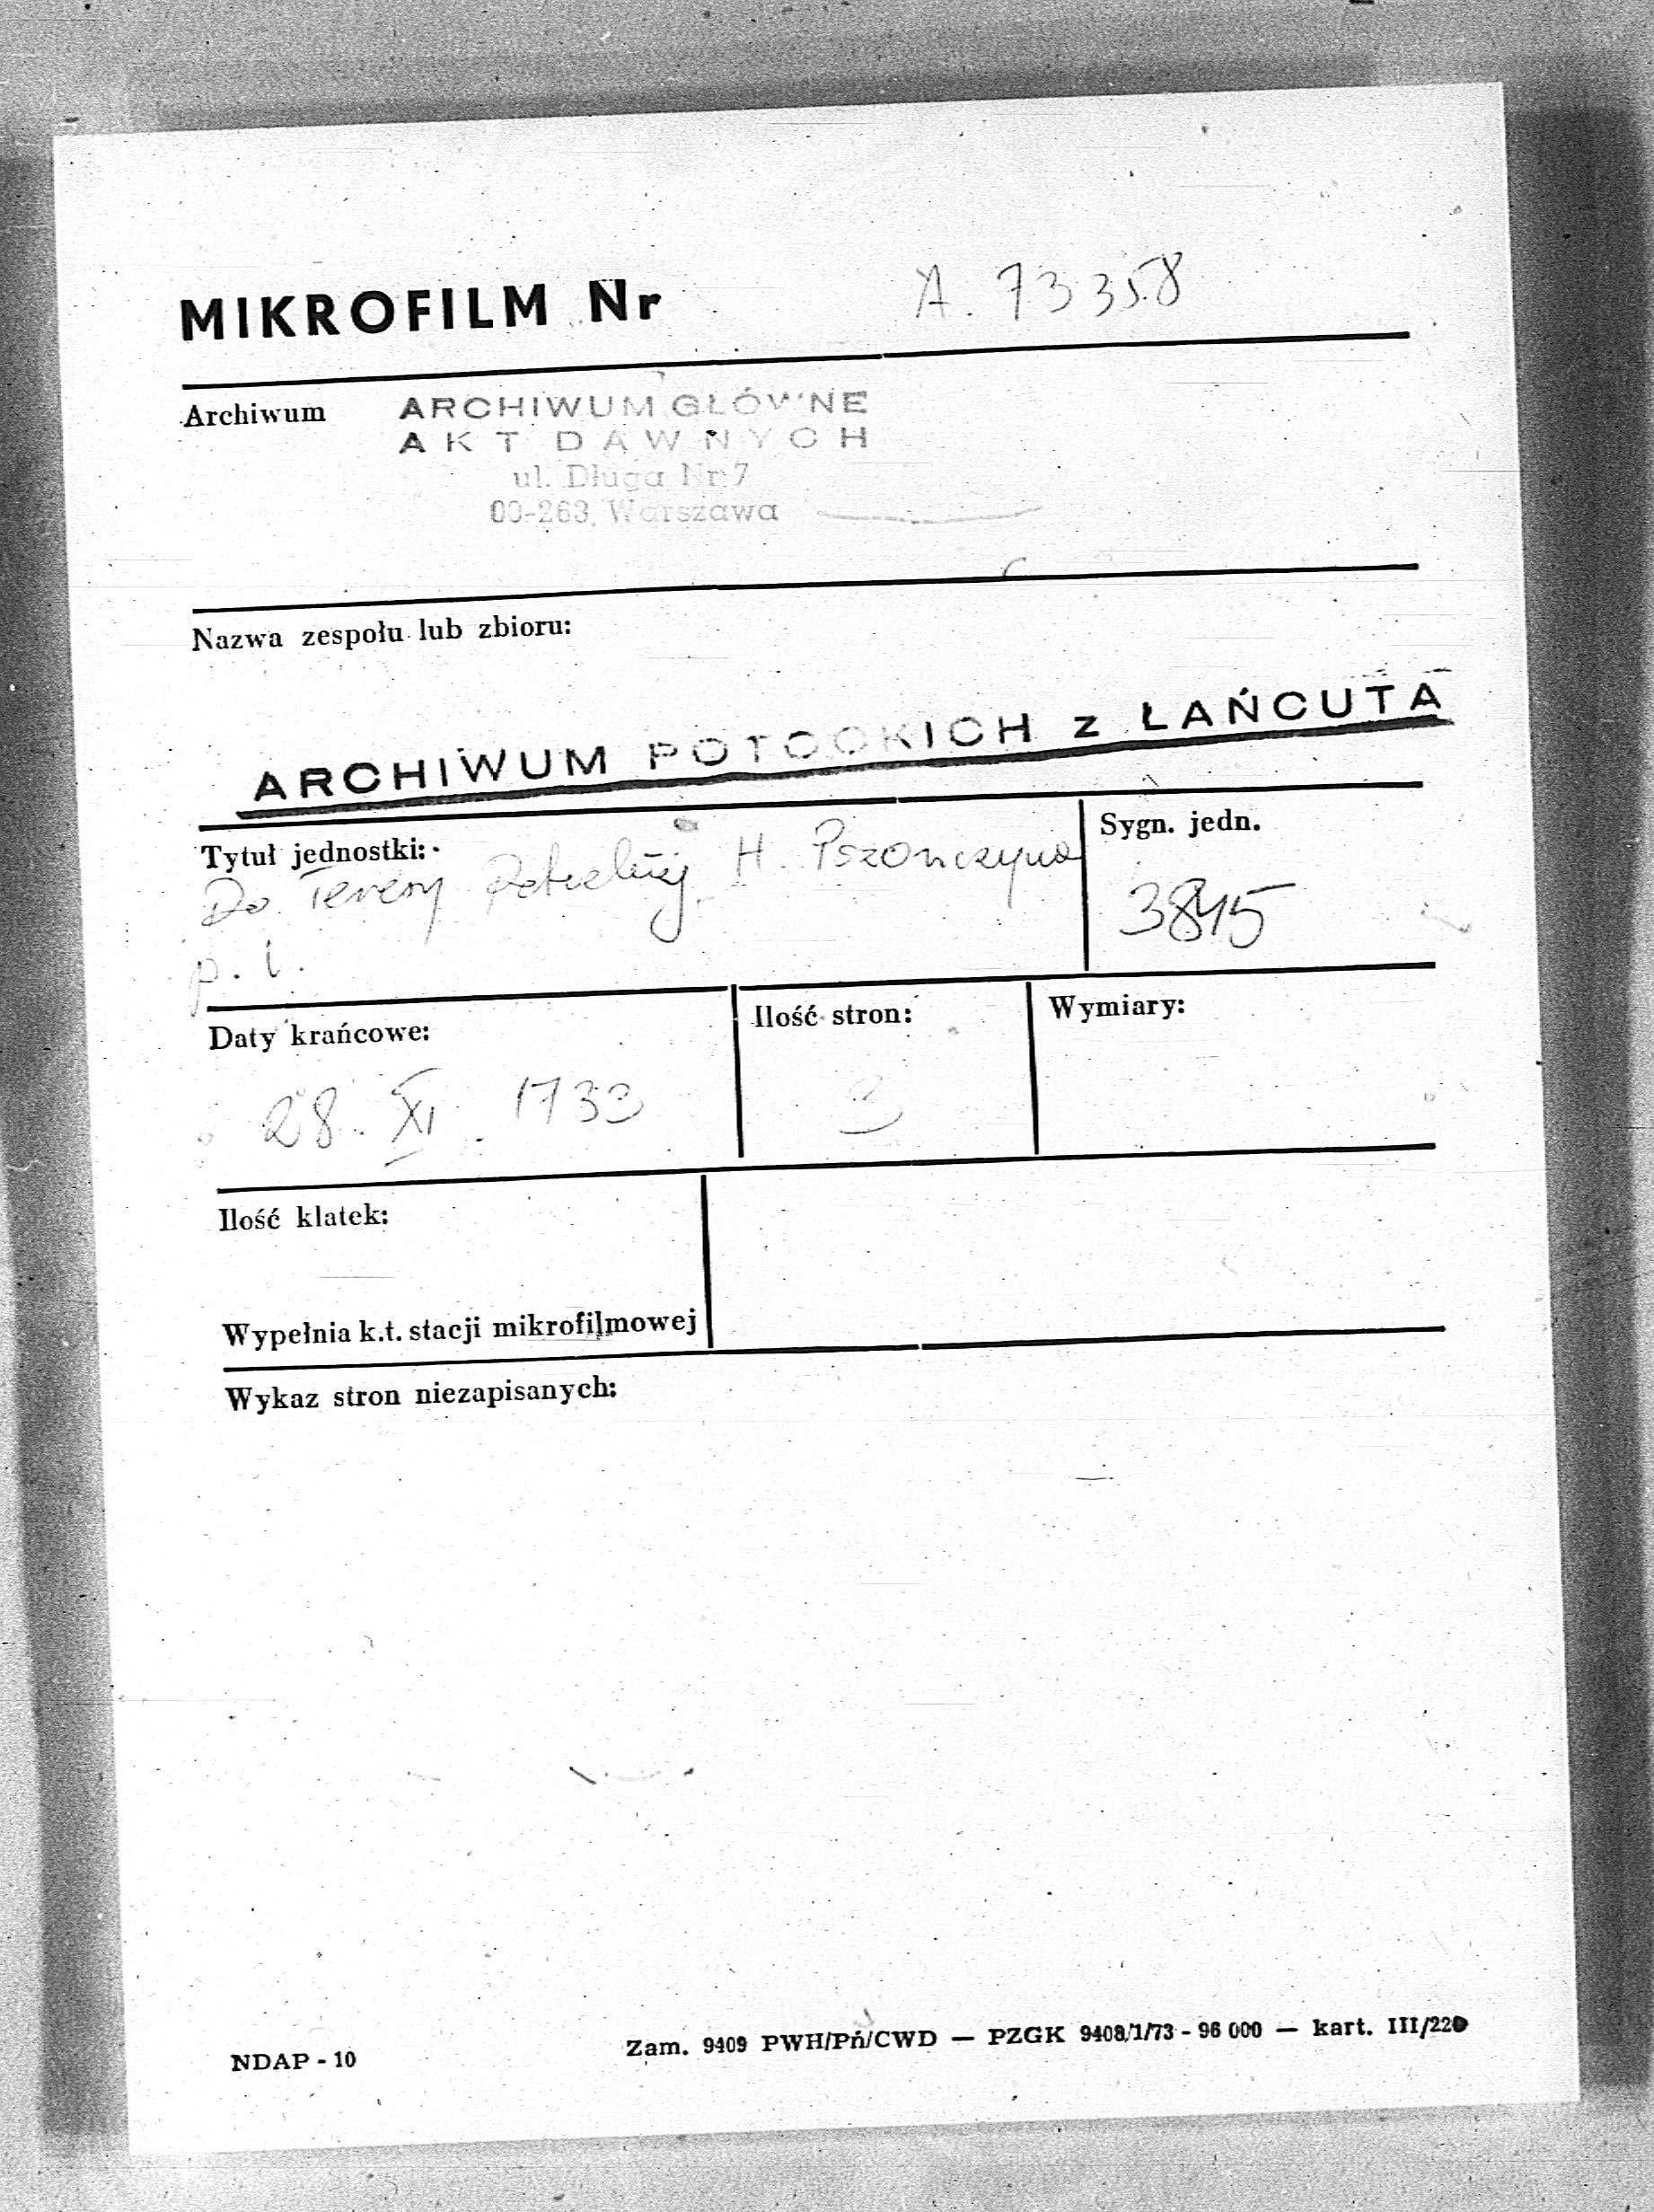 MIKROFILM Nr A. 73358
Archiwum ARCHIWUM GŁÓWNE
AKT DAWNYCH
ul. Długa Nr 7
00-263, Warszawa
Nazwa zespołu lub zbioru:
ARCHIWUM POTOCKICH z ŁAŃCUTA
Tytuł jednostki: H. Pszonczyna
Do Teresy
p. l.
Sygn. jedn.
3845
Daty krańcowe:
28. XI. 1733
Ilość stron:
3
Wymiary:
Ilość klatek:
Wypełnia k.t. stacji mikrofilmowej
Wykaz stron niezapisanych:
NDAP - 10
Zam. 9409 PWH/Pń/CWD — PZGK 9408/1/73 - 96 000 — kart. III/220